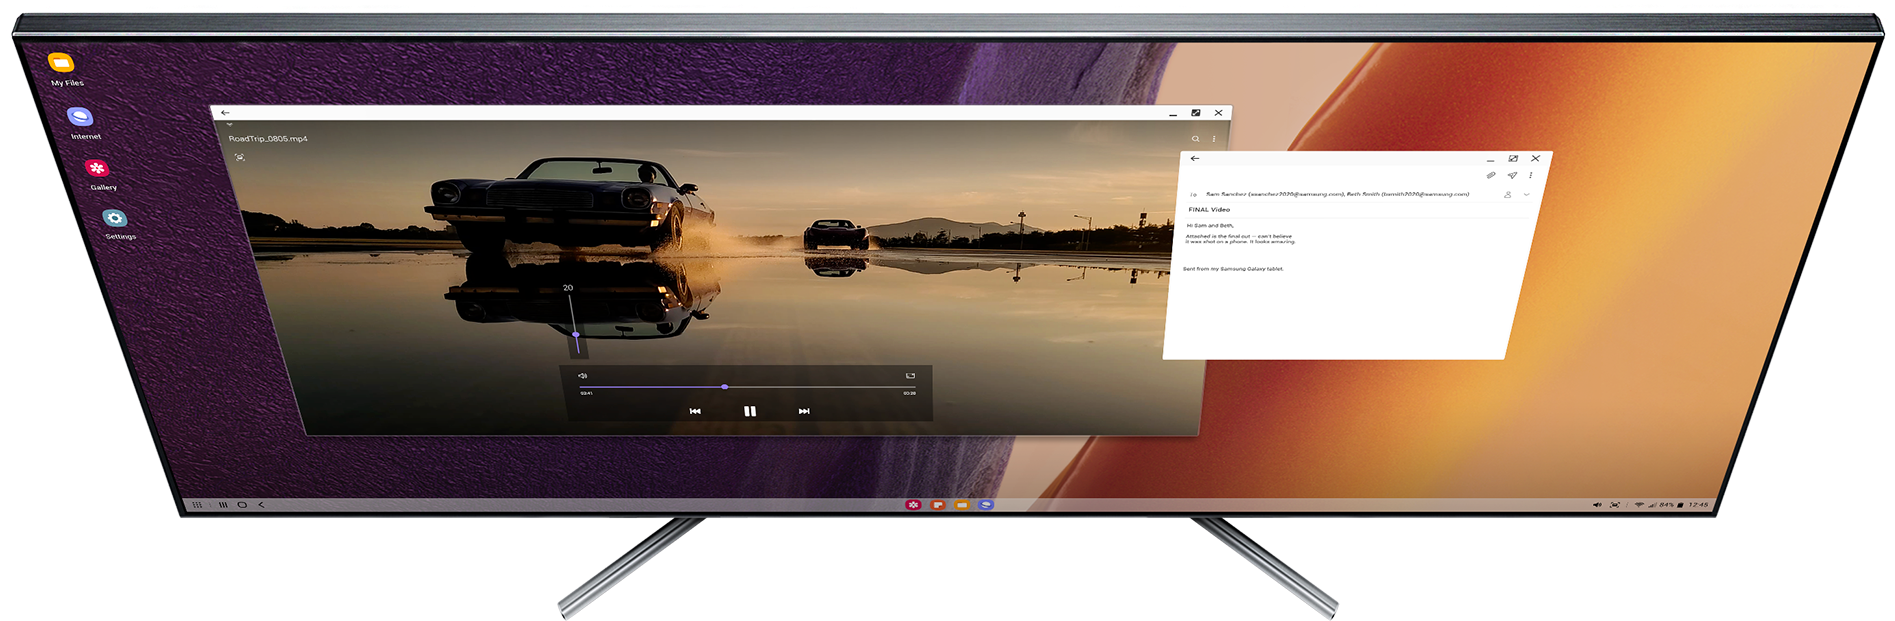 My Files
Internet
Gallery
Settings
RoadTrip_0805.mp4
20
03:41
00:28
To Sam Sanchez (ssanchez2020@samsung.com), Beth Smith (bsmith2020@samsung.com)
FINAL Video
Hi Sam and Beth,
Attached is the final cut -- can't believe
it was shot on a phone. It looks amazing.
Sent from my Samsung Galaxy tablet.
84% 12:45